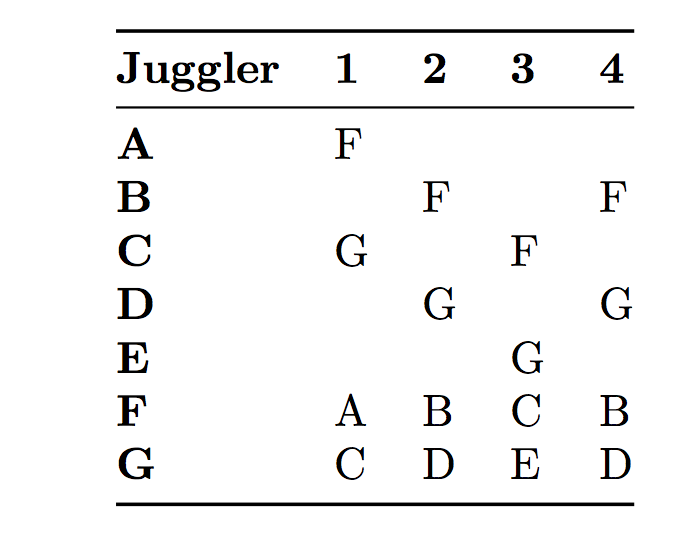 Juggler 1 2 3 4
A F
B F F
C G F
D G G
E G
F A B C B
G C D E D